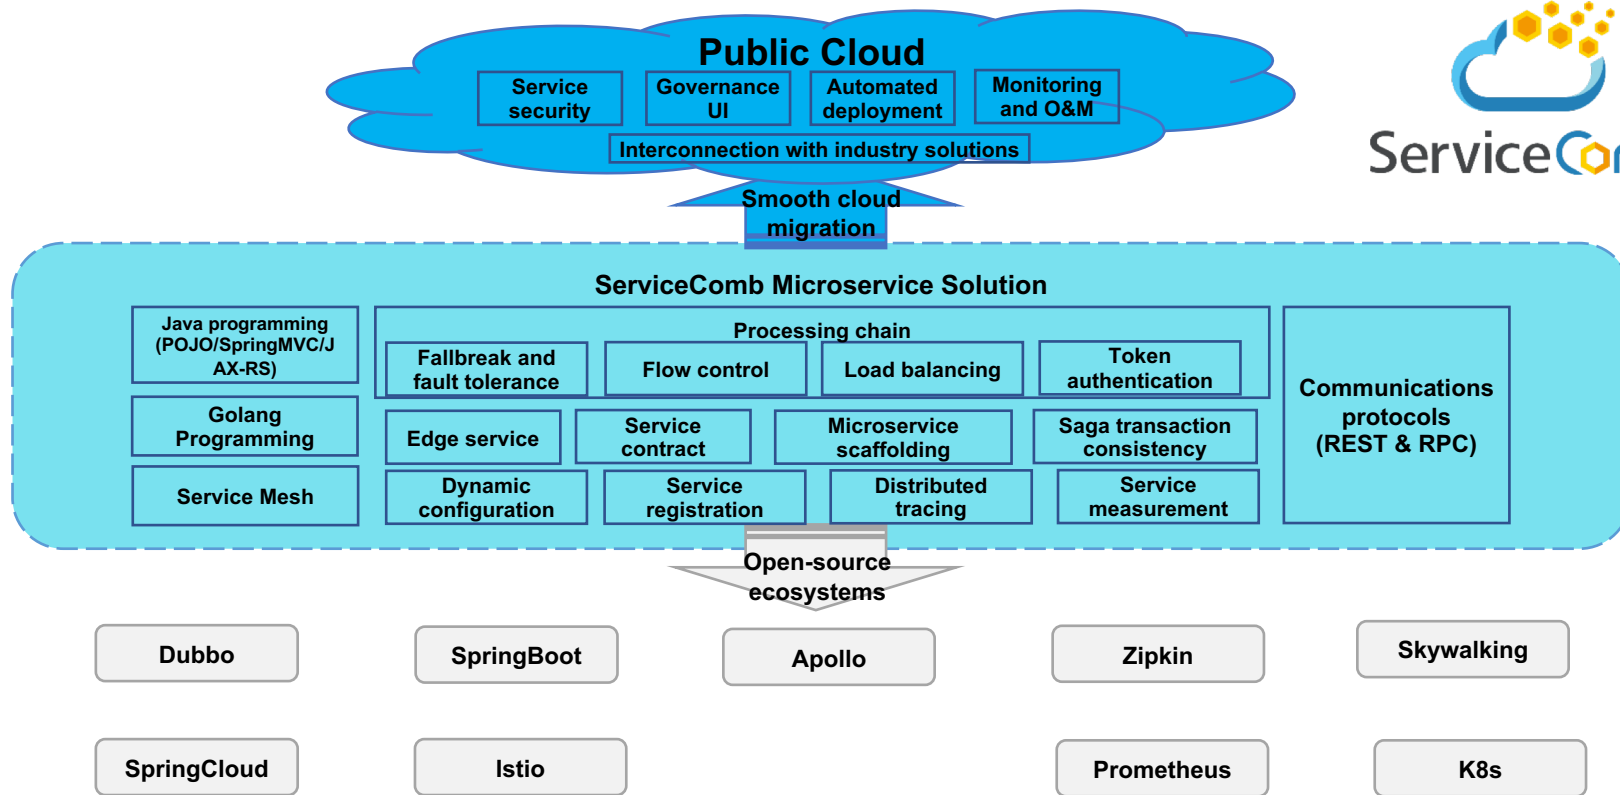 Public Cloud
Service
security
Governance
UI
Automated
deployment
Monitoring
and O&M
Interconnection with industry solutions
Smooth cloud
migration
ServiceCo
ServiceComb Microservice Solution
Java programming
(POJO/SpringMVC/J
AX-RS)
Golang
Programming
Service Mesh
Processing chain
Fallbreak and
fault tolerance
Flow control
Load balancing
Token
authentication
Edge service
Service
contract
Microservice
scaffolding
Saga transaction
consistency
Dynamic
configuration
Service
registration
Distributed
tracing
Service
measurement
Communications
protocols
(REST & RPC)
Open-source
ecosystems
Dubbo
SpringBoot
Apollo
Zipkin
Skywalking
SpringCloud
Istio
Prometheus
K8s